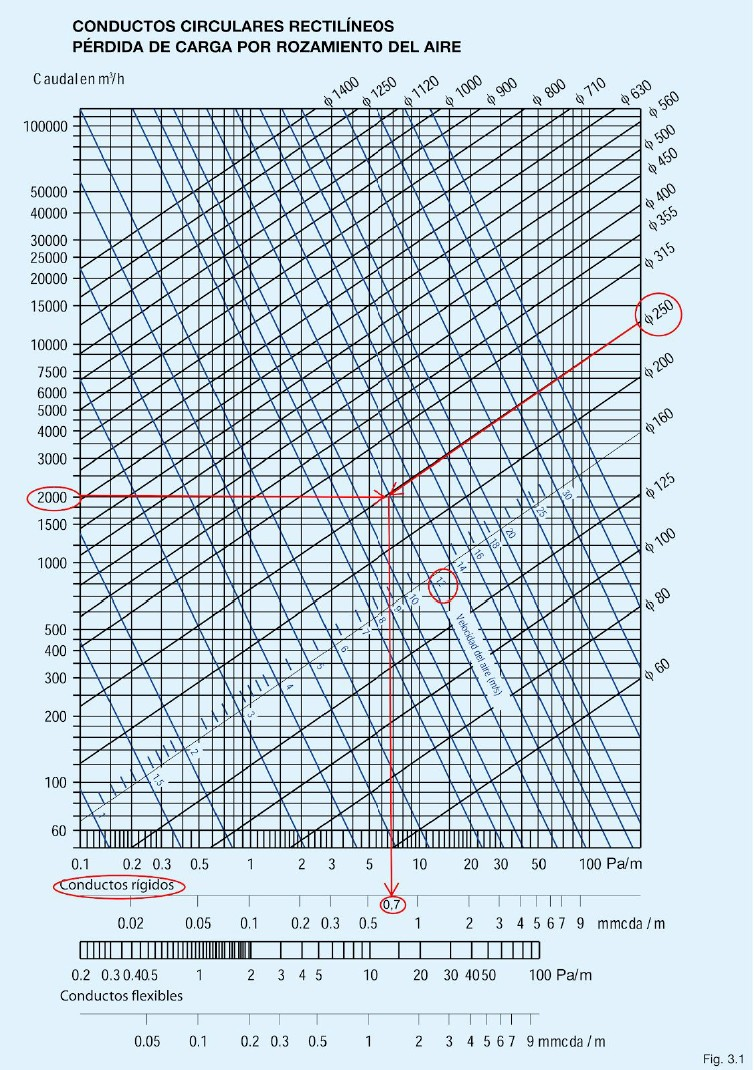 CONDUCTOS CIRCULARES RECTILÍNEOS
PÉRDIDA DE CARGA POR ROZAMIENTO DEL AIRE
Caudal en m³/h
ϕ 1400 ϕ 1250 ϕ 1120 ϕ 1000 ϕ 900 ϕ 800 ϕ 710 ϕ 630
ϕ 560
ϕ 500
ϕ 450
ϕ 400
ϕ 355
ϕ 315
ϕ 250
ϕ 200
ϕ 160
ϕ 125
ϕ 100
ϕ 80
ϕ 60
100000
50000
40000
30000
25000
20000
15000
10000
7500
6000
5000
4000
3000
2000
1500
1000
500
400
300
200
100
60
1 1.5 2 3 4 5 6 7 8 9 10 12 14 16 18 20 25 30
Velocidad del aire (m/s)
0.1 0.2 0.3 0.5 1 2 3 5 10 20 30 50 100 Pa/m
Conductos rígidos
0,7
0.02 0.05 0.1 0.2 0.3 0.5 1 2 3 4 5 6 7 9 mmcda / m
0.2 0.3 0.4 0.5 1 2 3 4 5 10 20 30 40 50 100 Pa/m
Conductos flexibles
0.05 0.1 0.2 0.3 0.5 1 2 3 4 5 6 7 9 mmcda / m
Fig. 3.1